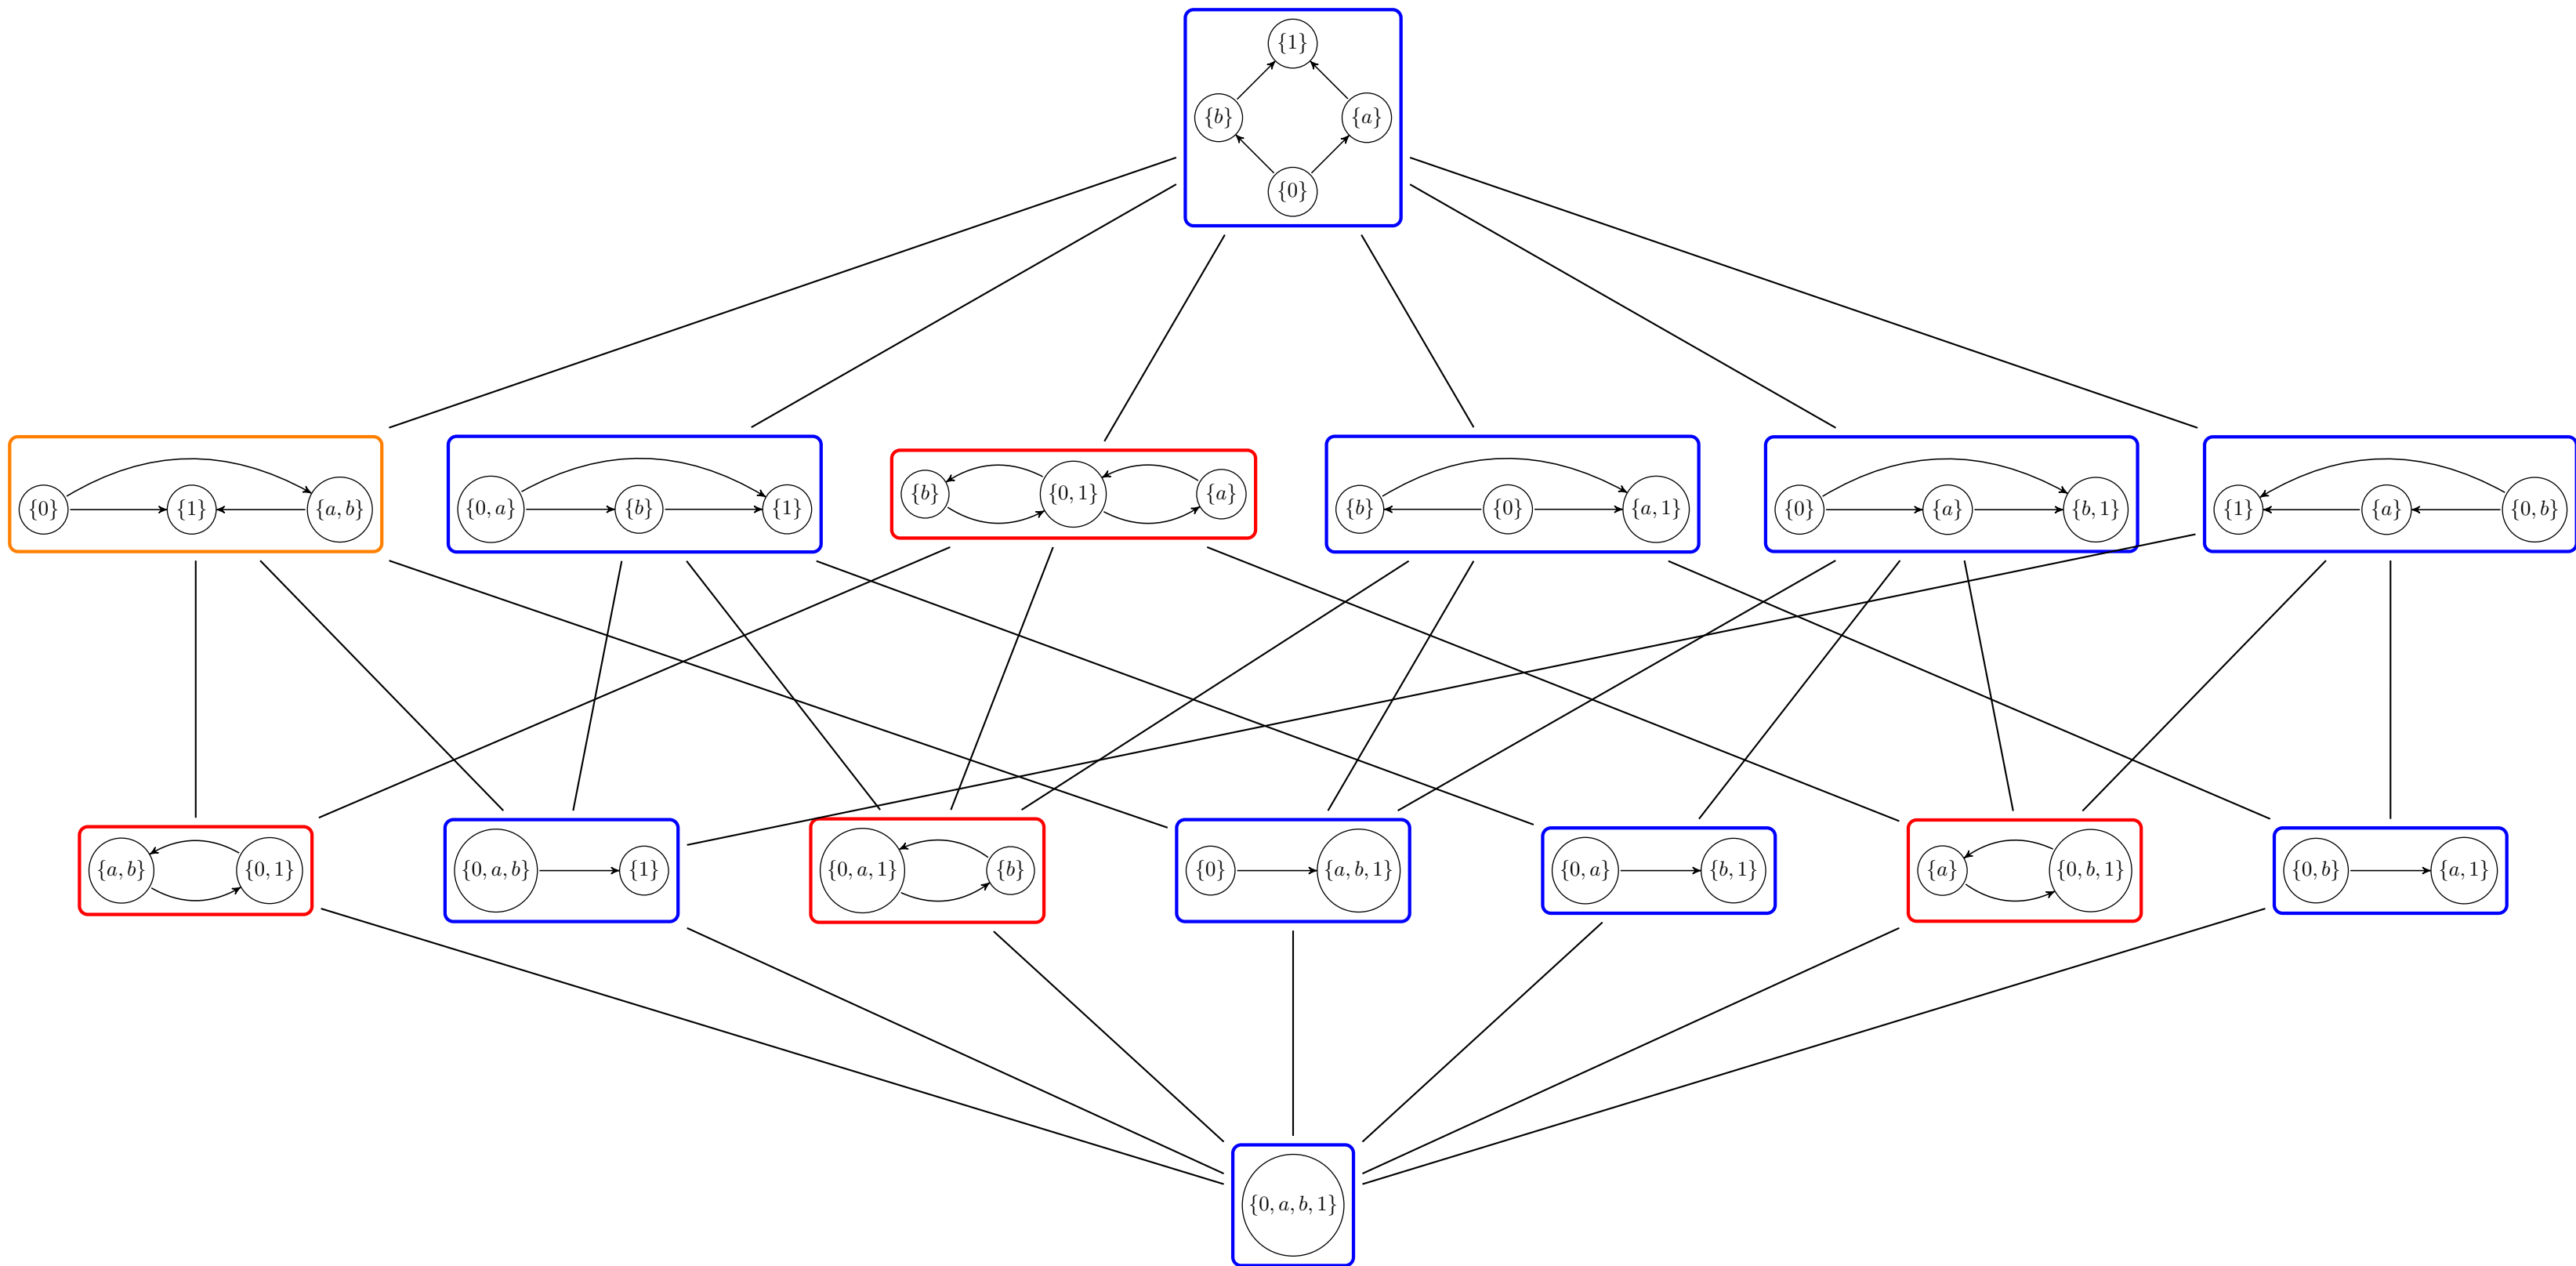 {1}
{b} {a}
{0}
{0} {1} {a, b}
{0, a} {b} {1}
{b} {0, 1} {a}
{b} {0} {a, 1}
{0} {a} {b, 1}
{1} {a} {0, b}
{a, b} {0, 1}
{0, a, b} {1}
{0, a, 1} {b}
{0} {a, b, 1}
{0, a} {b, 1}
{a} {0, b, 1}
{0, b} {a, 1}
{0, a, b, 1}